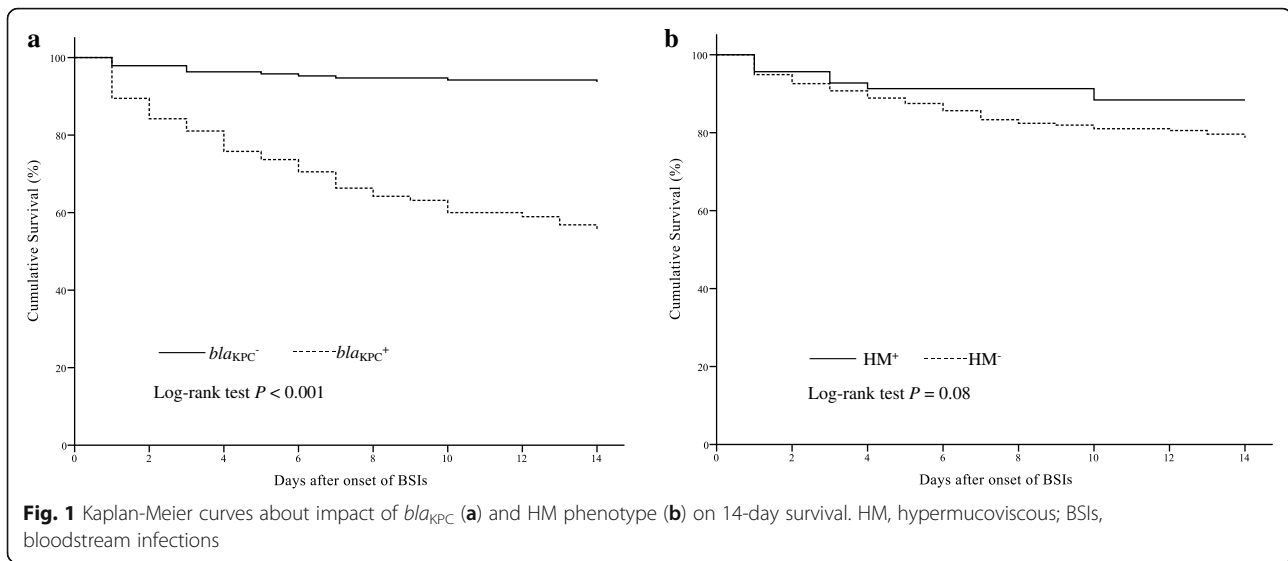 a
100
80
60
40
20
0
Cumulative Survival (%)
blaKPC- blaKPC+
Log-rank test P < 0.001
0 2 4 6 8 10 12 14
Days after onset of BSIs
b
100
80
60
40
20
0
Cumulative Survival (%)
HM+ HM-
Log-rank test P = 0.08
0 2 4 6 8 10 12 14
Days after onset of BSIs
Fig. 1 Kaplan-Meier curves about impact of blaKPC (a) and HM phenotype (b) on 14-day survival. HM, hypermucoviscous; BSIs,
bloodstream infections